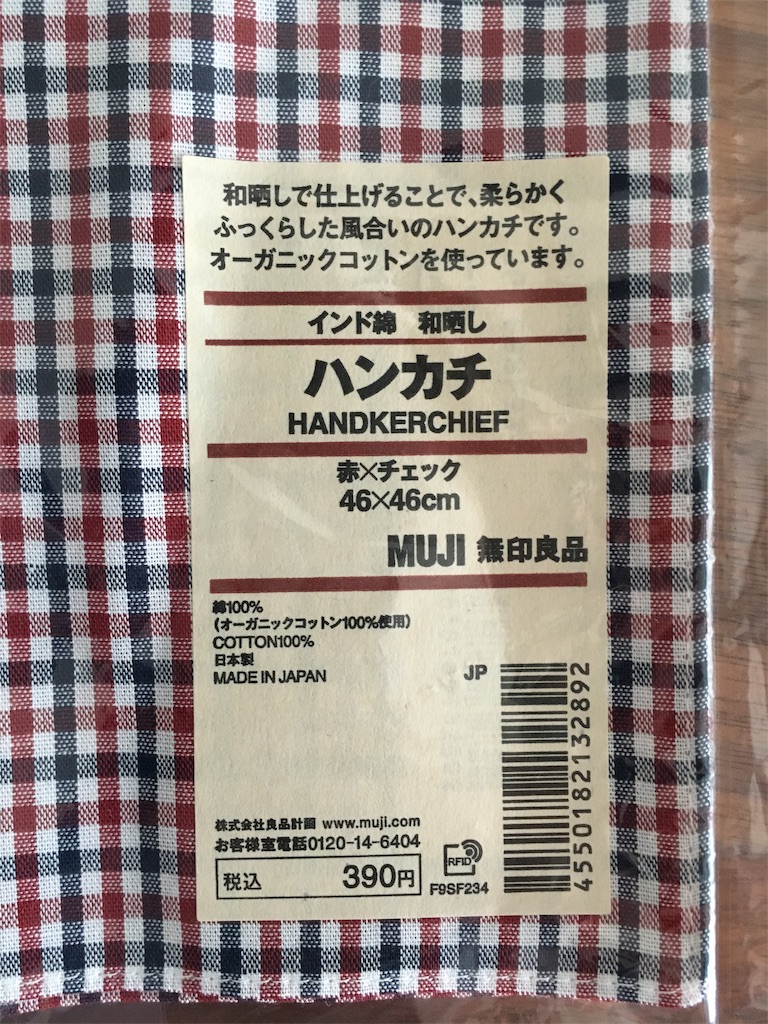 和晒しで仕上げることで、柔らかく
ふっくらした風合いのハンカチです。
オーガニックコットンを使っています。
インド綿　和晒し
ハンカチ
HANDKERCHIEF
赤×チェック
46×46cm
MUJI 無印良品
綿100%
(オーガニックコットン100%使用)
COTTON100%
日本製
MADE IN JAPAN
JP
4550182132892
株式会社良品計画 www.muji.com
お客様室電話0120-14-6404
税込 390円
RFID
F9SF234